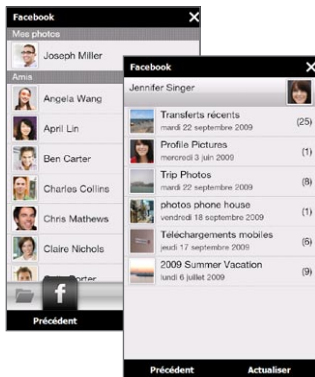 Facebook
Mes photos
Joseph Miller
Amis
Angela Wang
April Lin
Ben Carter
Charles Collins
Chris Mathews
Claire Nichols
Porter
f
Précédent
Facebook
Jennifer Singer
Transferts récents (25)
mardi 22 septembre 2009
Profile Pictures (1)
mercredi 3 juin 2009
Trip Photos (8)
mardi 22 septembre 2009
photos phone house (1)
vendredi 18 septembre 2009
Téléchargements mobiles (6)
jeudi 17 septembre 2009
2009 Summer Vacation (9)
lundi 6 juillet 2009
Précédent Actualiser